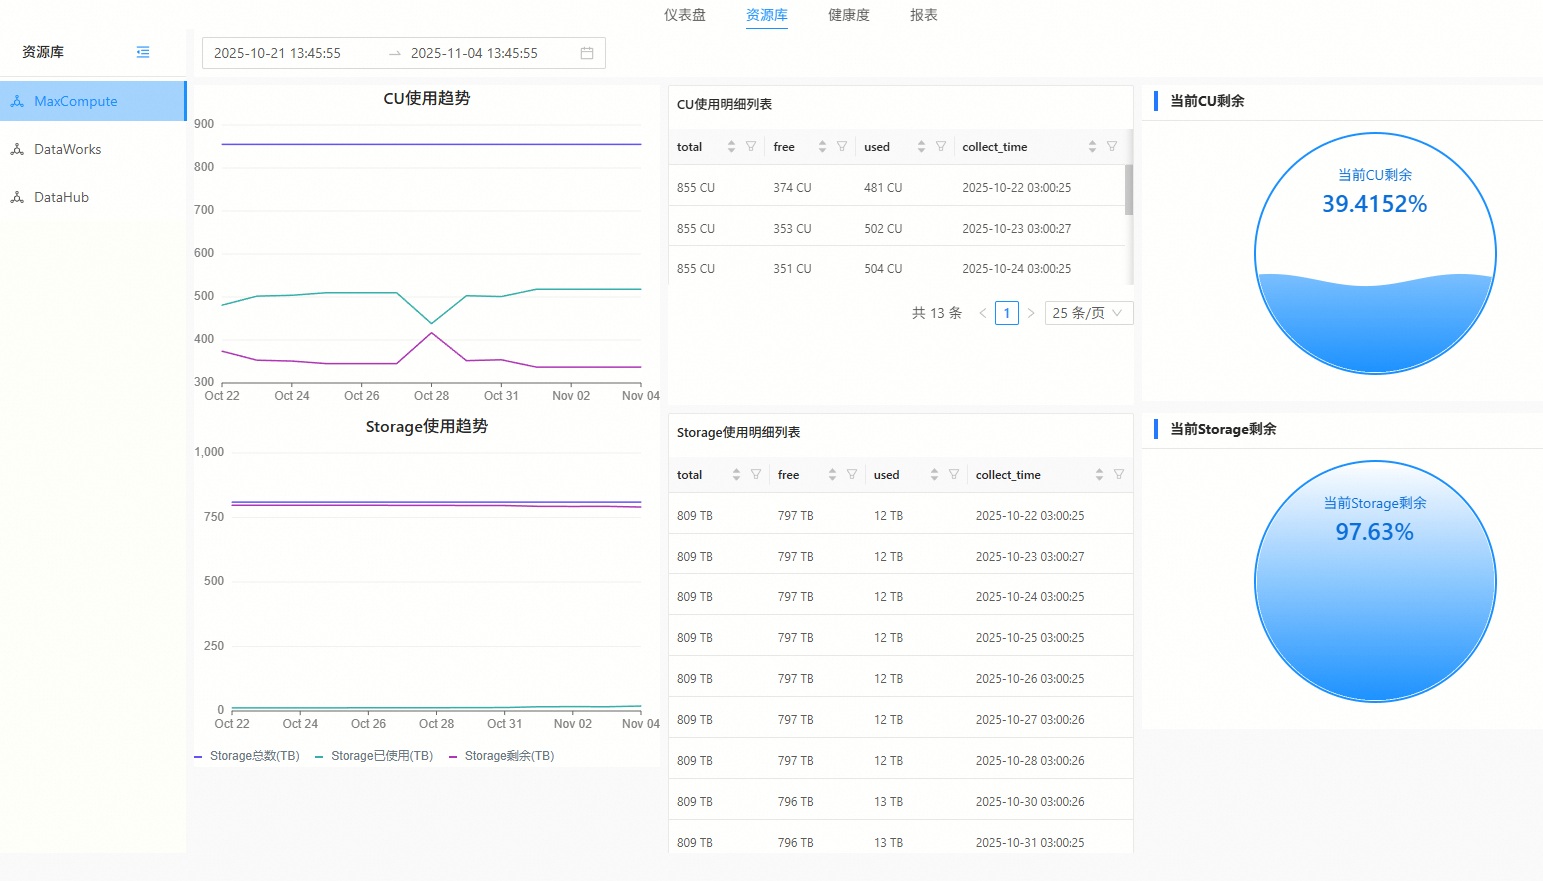 仪表盘 资源库 健康度 报表
资源库
2025-10-21 13:45:55 → 2025-11-04 13:45:55
MaxCompute
DataWorks
DataHub
CU使用趋势
900
800
700
600
500
400
300
Oct 22 Oct 24 Oct 26 Oct 28 Oct 31 Nov 02 Nov 04
CU使用明细列表
total free used collect_time
855 CU 374 CU 481 CU 2025-10-22 03:00:25
855 CU 353 CU 502 CU 2025-10-23 03:00:27
855 CU 351 CU 504 CU 2025-10-24 03:00:25
共 13 条 < 1 > 25 条/页
当前CU剩余
当前CU剩余
39.4152%
Storage使用趋势
1,000
750
500
250
0
Oct 22 Oct 24 Oct 26 Oct 28 Oct 31 Nov 02 Nov 04
Storage总数(TB) Storage已使用(TB) Storage剩余(TB)
Storage使用明细列表
total free used collect_time
809 TB 797 TB 12 TB 2025-10-22 03:00:25
809 TB 797 TB 12 TB 2025-10-23 03:00:27
809 TB 797 TB 12 TB 2025-10-24 03:00:25
809 TB 797 TB 12 TB 2025-10-25 03:00:25
809 TB 797 TB 12 TB 2025-10-26 03:00:25
809 TB 797 TB 12 TB 2025-10-27 03:00:26
809 TB 797 TB 12 TB 2025-10-28 03:00:26
809 TB 796 TB 13 TB 2025-10-30 03:00:26
809 TB 796 TB 13 TB 2025-10-31 03:00:25
当前Storage剩余
当前Storage剩余
97.63%